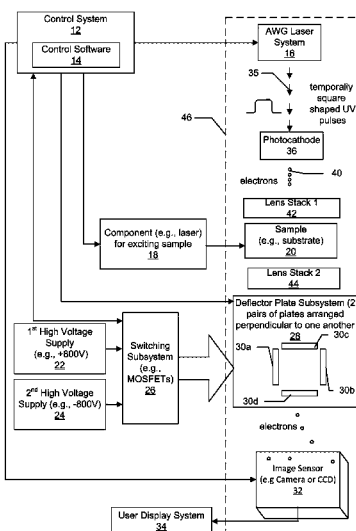 Control System
12
Control Software
14
AWG Laser
System
16
35
temporally
square
shaped UV
pulses
46
Photocathode
36
40
electrons
Lens Stack 1
42
Component (e.g., laser)
for exciting sample
18
Sample
(e.g., substrate)
20
Lens Stack 2
44
Deflector Plate Subsystem (2
pairs of plates arranged
perpendicular to one another
28
30c
30a
30b
30d
1st High Voltage
Supply
(e.g., +800V)
22
Switching
Subsystem
(e.g.,
MOSFETs)
26
2nd High Voltage
Supply (e.g., -800V)
24
electrons
Image Sensor
(e.g Camera or CCD)
32
User Display System
34